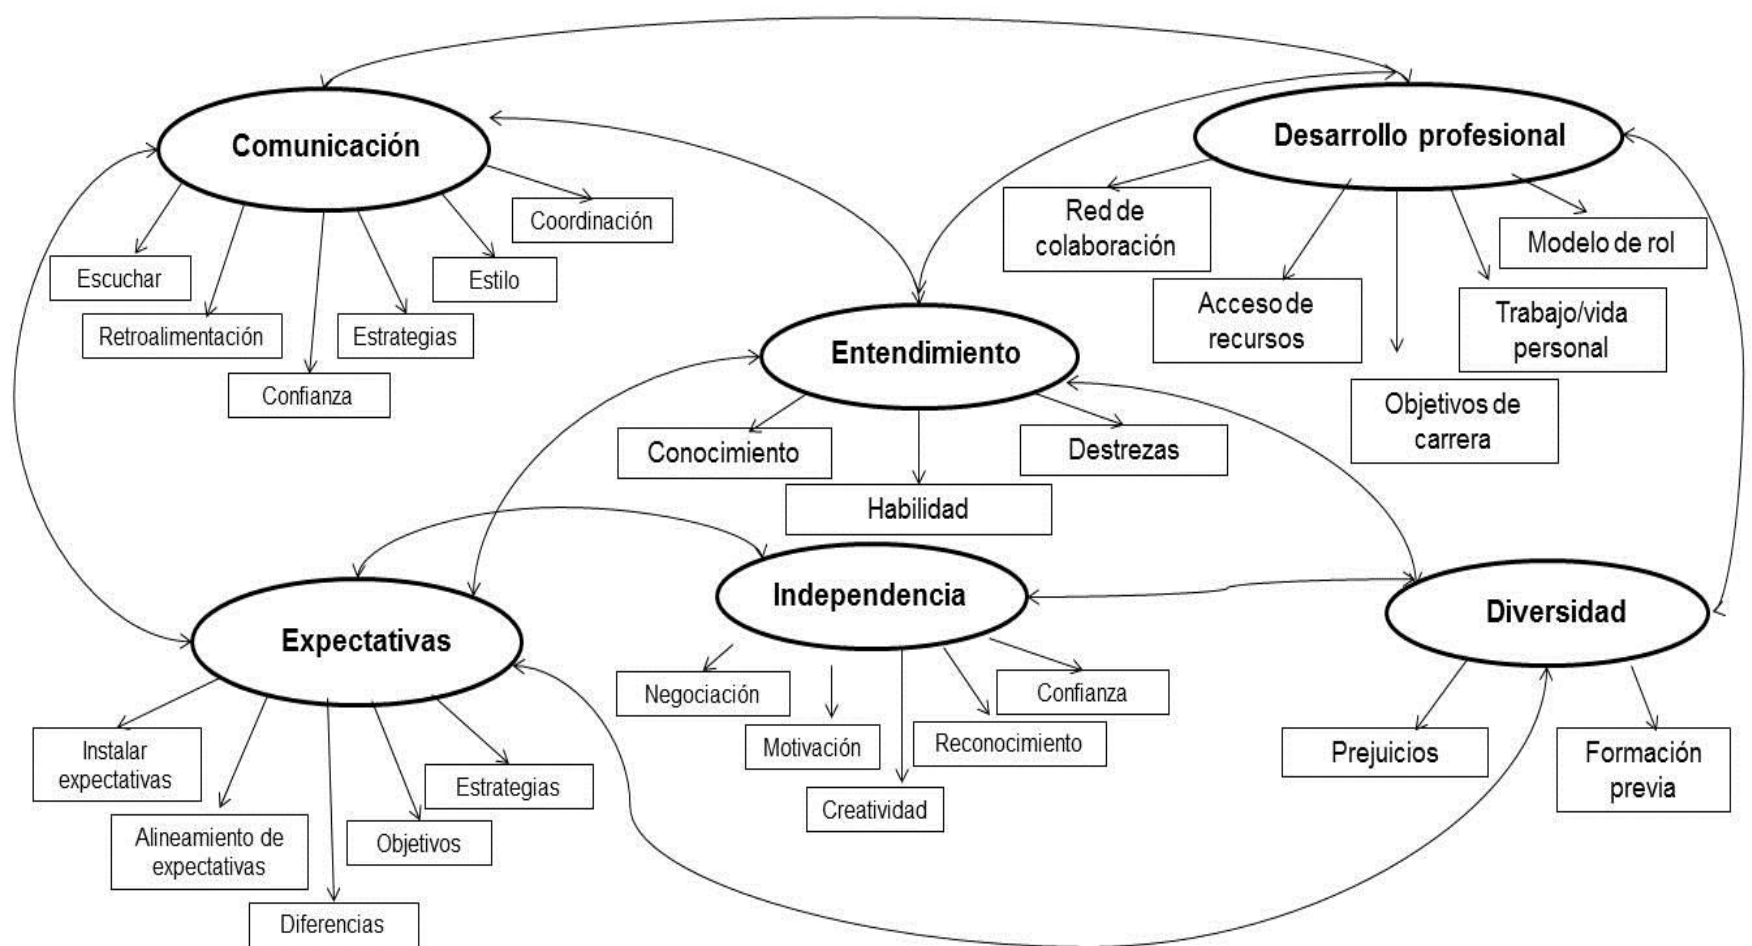 Comunicación
Escuchar
Retroalimentación
Confianza
Estrategias
Estilo
Coordinación
Desarrollo profesional
Red de
colaboración
Acceso de
recursos
Objetivos de
carrera
Trabajo/vida
personal
Modelo de rol
Entendimiento
Conocimiento
Habilidad
Destrezas
Expectativas
Instalar
expectativas
Alineamiento de
expectativas
Diferencias
Objetivos
Estrategias
Independencia
Negociación
Motivación
Creatividad
Reconocimiento
Confianza
Diversidad
Prejuicios
Formación
previa